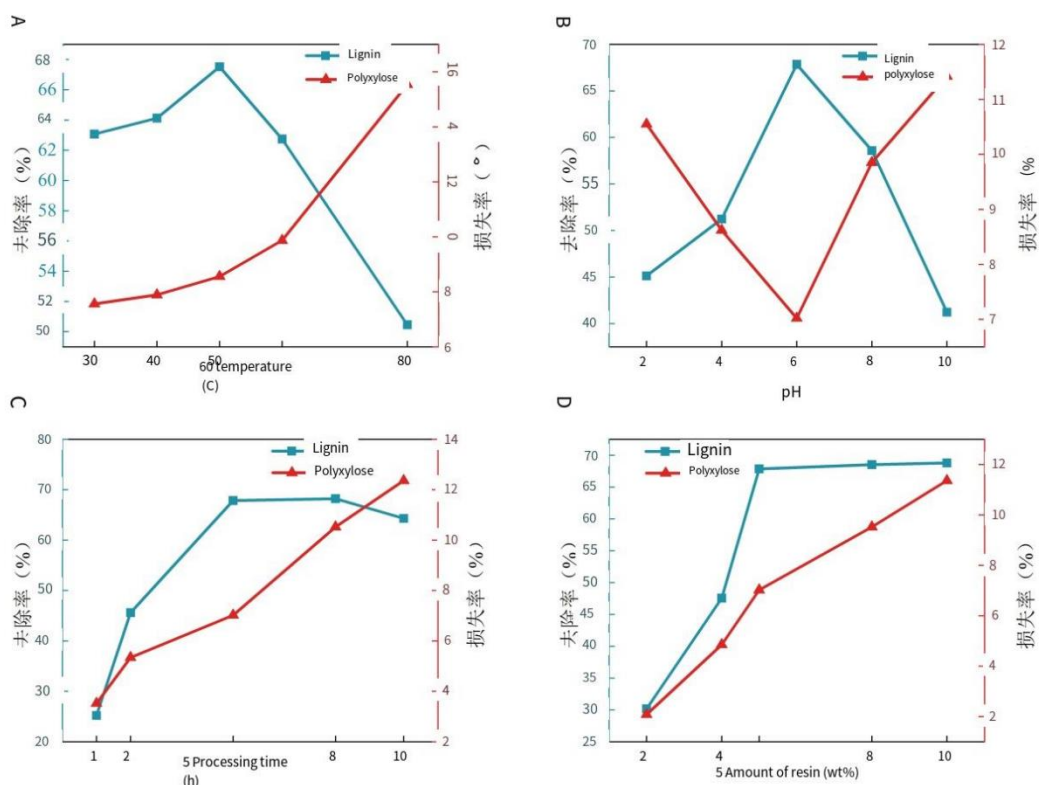 A
Lignin
Polyxylose
68
66
64
62
60
58
56
54
52
50
去除率(%)
16
4
12
0
8
6
损失率(
30
40
50
80
60 temperature
(C)
B
Lignin
polyxylose
70
65
60
55
50
45
40
去除率(%)
12
11
10
9
8
7
损失率 (%
2
4
6
8
10
pH
C
Lignin
Polyxylose
80
70
60
50
40
30
20
去除率(%)
14
12
10
8
6
4
2
损失率(%)
1
2
8
10
5 Processing time
(h)
D
Lignin
Polyxylose
70
65
60
55
50
45
40
35
30
25
去除率(%)
12
10
8
6
4
2
损失率(%)
2
4
8
10
5 Amount of resin (wt%)